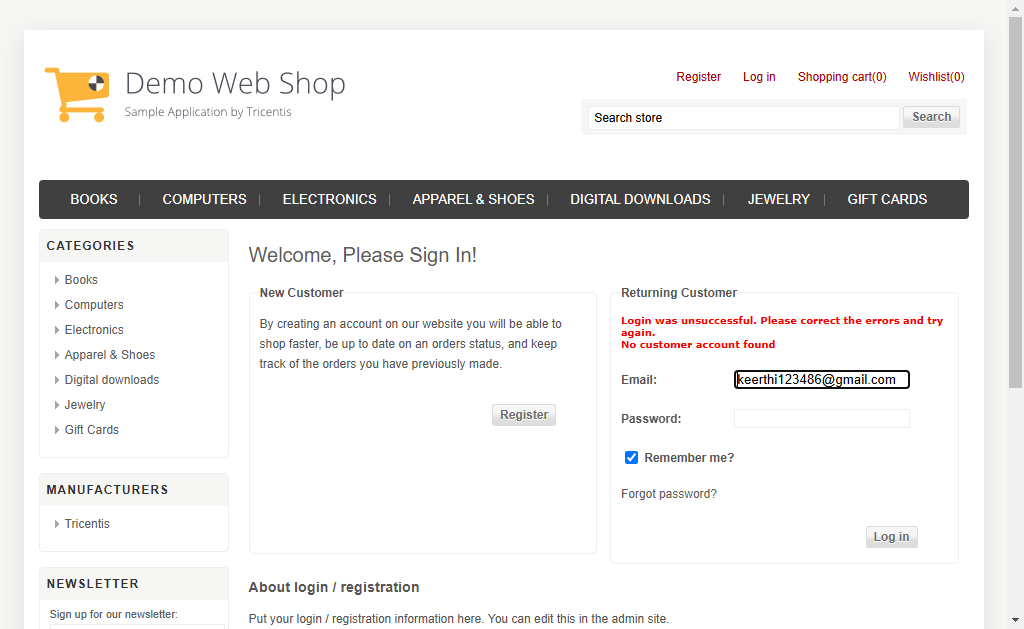 Demo Web Shop
Sample Application by Tricentis
Register Log in Shopping cart(0) Wishlist(0)
Search store Search
BOOKS COMPUTERS ELECTRONICS APPAREL & SHOES DIGITAL DOWNLOADS JEWELRY GIFT CARDS
CATEGORIES
Books
Computers
Electronics
Apparel & Shoes
Digital downloads
Jewelry
Gift Cards
MANUFACTURERS
Tricentis
NEWSLETTER
Sign up for our newsletter:
Welcome, Please Sign In!
New Customer
By creating an account on our website you will be able to
shop faster, be up to date on an orders status, and keep
track of the orders you have previously made.
Register
Returning Customer
Login was unsuccessful. Please correct the errors and try
again.
No customer account found
Email: keerthi123486@gmail.com
Password:
Remember me?
Forgot password?
Log in
About login / registration
Put your login / registration information here. You can edit this in the admin site.